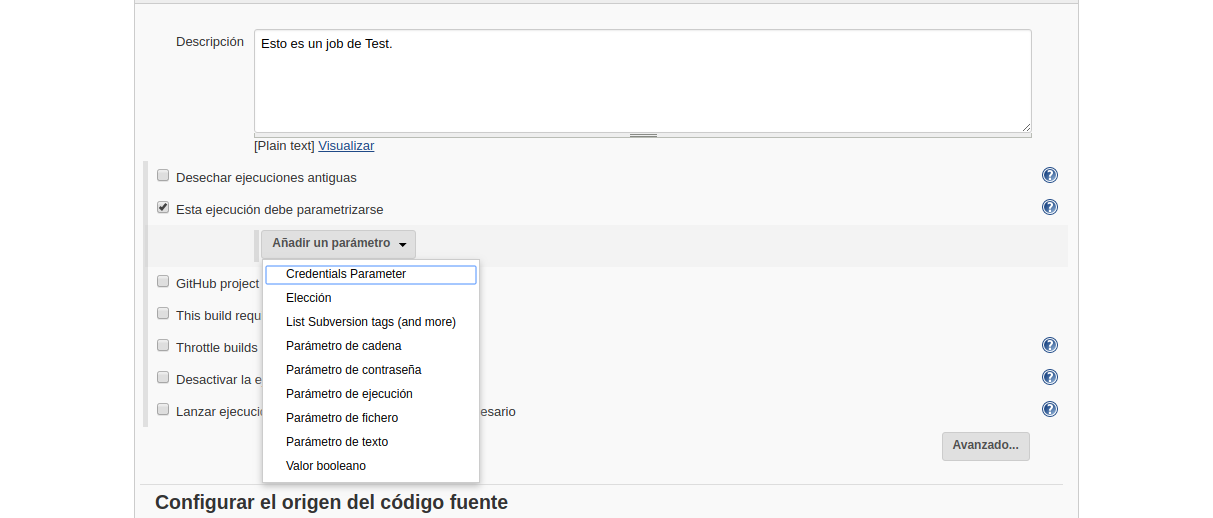 Descripción
Esto es un job de Test.
[Plain text] Visualizar
Desechar ejecuciones antiguas
Esta ejecución debe parametrizarse
Añadir un parámetro
Credentials Parameter
GitHub project
Elección
This build requ
List Subversion tags (and more)
Throttle builds
Parámetro de cadena
Desactivar la e
Parámetro de contraseña
Parámetro de ejecución
Lanzar ejecuci esario
Parámetro de fichero
Parámetro de texto
Avanzado...
Valor booleano
Configurar el origen del código fuente